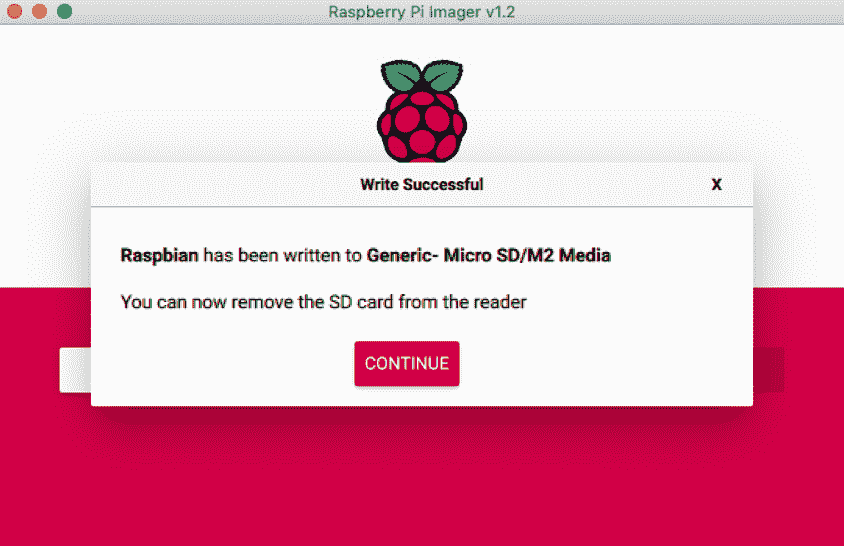 Raspberry Pi Imager v1.2
Write Successful X
Raspbian has been written to Generic- Micro SD/M2 Media
You can now remove the SD card from the reader
CONTINUE